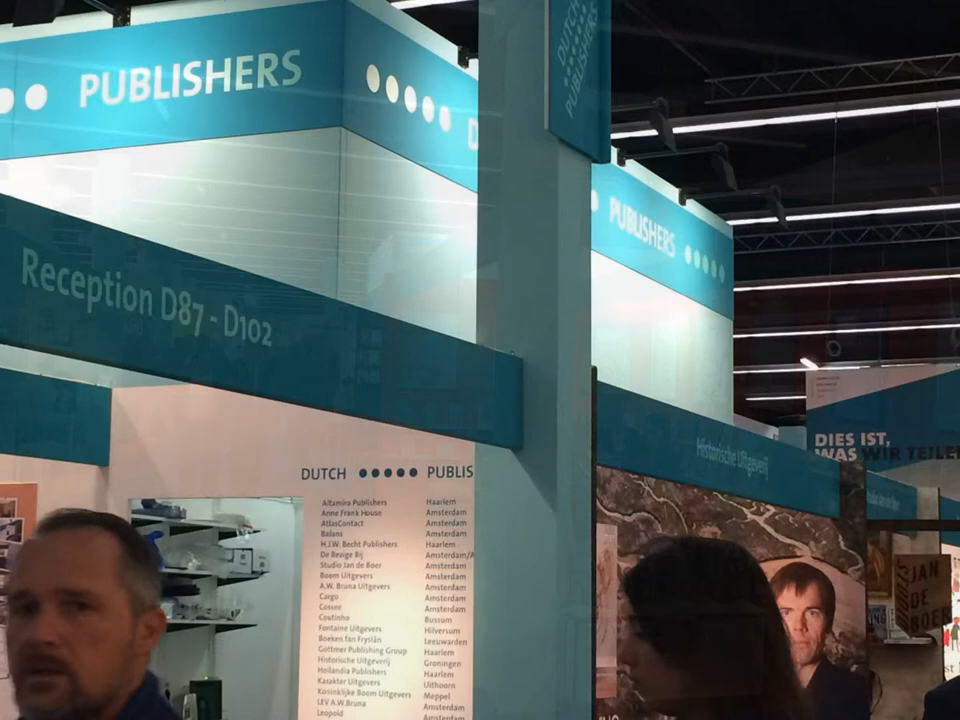 PUBLISHERS
D
DUTCH PUBLISHERS
PUBLISHERS
Reception D87 - D102
Historische Uitgeverij
DIES IST,
WAS WIR TEILEN
DUTCH ••••• PUBLIS
Altamira Publishers Haarlem
Anne Frank House Amsterdam
AtlasContact Amsterdam
Balans Amsterdam
H.J.W. Becht Publishers Haarlem
De Bezige Bij Amsterdam/A
Studio Jan de Boer Amsterdam
Boom Uitgevers Amsterdam
A.W. Bruna Uitgevers Amsterdam
Cargo Amsterdam
Cossee Amsterdam
Coutinho Bussum
Fontaine Uitgevers Hilversum
Boeken fan Fryslân Leeuwarden
Gottmer Publishing Group Haarlem
Historische Uitgeverij Groningen
Hollandia Publishers Haarlem
Karakter Uitgevers Uithoorn
Koninklijke Boom Uitgevers Meppel
LEV A.W.Bruna Amsterdam
Leopold Amsterdam
JAN
DE
BOER